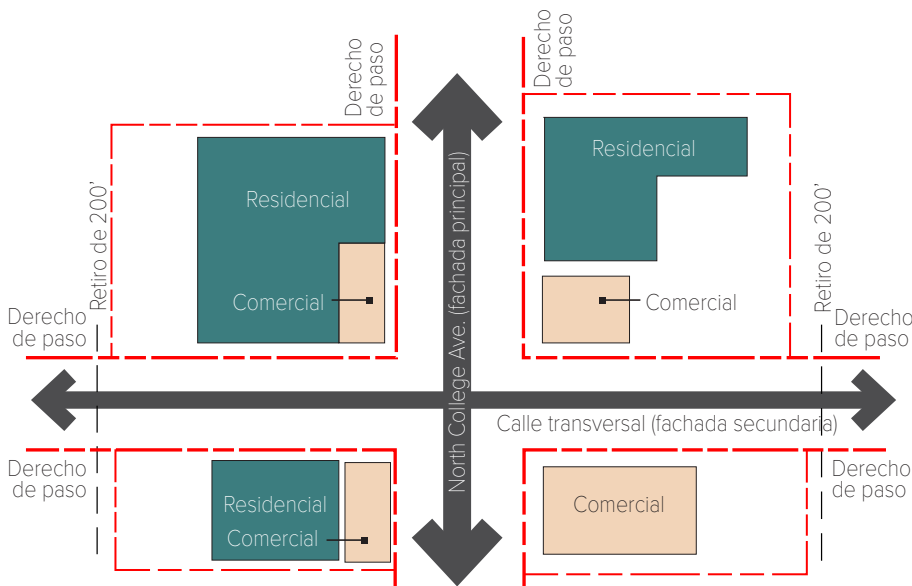 Derecho
de paso
Derecho
de paso
Residencial
Residencial
Retiro de 200’
Comercial
North College Ave. (fachada principal)
Comercial
Retiro de 200’
Derecho
de paso
Derecho
de paso
Calle transversal (fachada secundaria)
Derecho
de paso
Residencial
Comercial
Comercial
Derecho
de paso